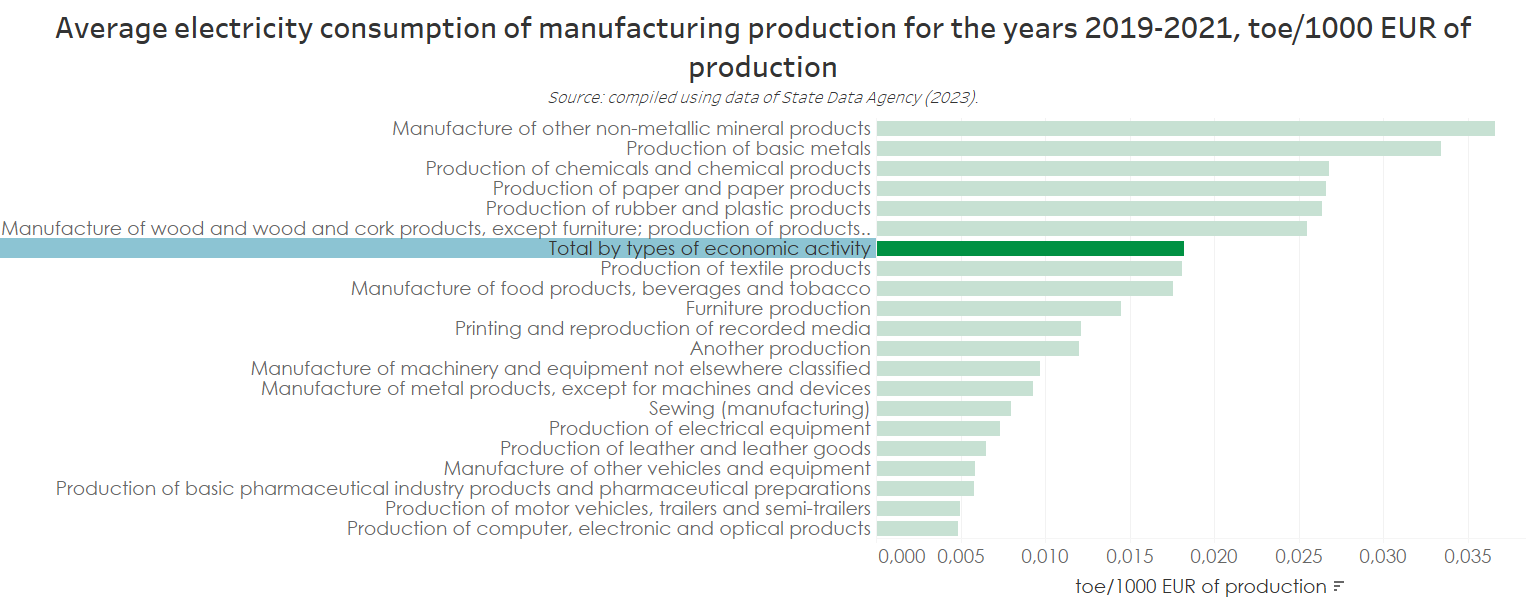 Average electricity consumption of manufacturing production for the years 2019-2021, toe/1000 EUR of
production
Source: compiled using data of State Data Agency (2023).
Manufacture of other non-metallic mineral products
Production of basic metals
Production of chemicals and chemical products
Production of paper and paper products
Production of rubber and plastic products
Manufacture of wood and wood and cork products, except furniture; production of products..
Total by types of economic activity
Production of textile products
Manufacture of food products, beverages and tobacco
Furniture production
Printing and reproduction of recorded media
Another production
Manufacture of machinery and equipment not elsewhere classified
Manufacture of metal products, except for machines and devices
Sewing (manufacturing)
Production of electrical equipment
Production of leather and leather goods
Manufacture of other vehicles and equipment
Production of basic pharmaceutical industry products and pharmaceutical preparations
Production of motor vehicles, trailers and semi-trailers
Production of computer, electronic and optical products
0,000 0,005 0,010 0,015 0,020 0,025 0,030 0,035
toe/1000 EUR of production